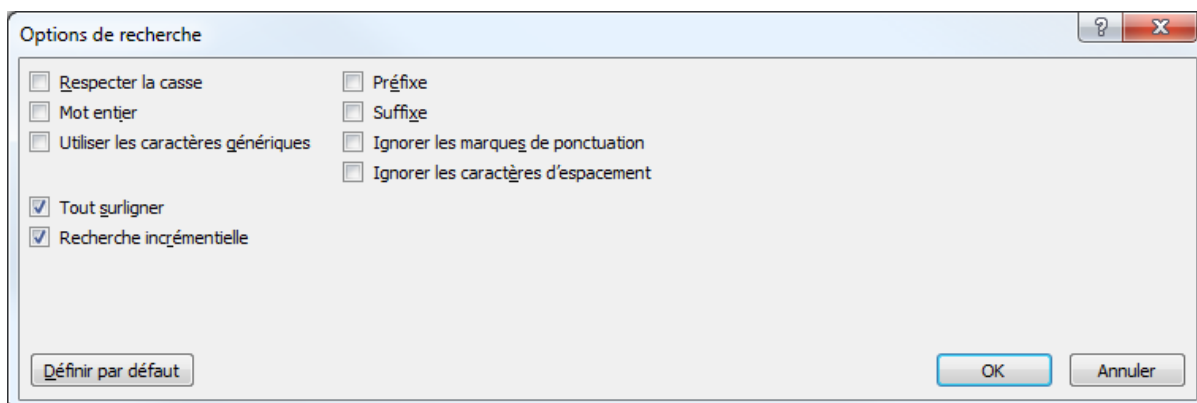 Options de recherche
Respecter la casse
Mot entier
Utiliser les caractères génériques
Préfixe
Suffixe
Ignorer les marques de ponctuation
Ignorer les caractères d'espacement
Tout surligner
Recherche incrémentielle
Définir par défaut
OK
Annuler